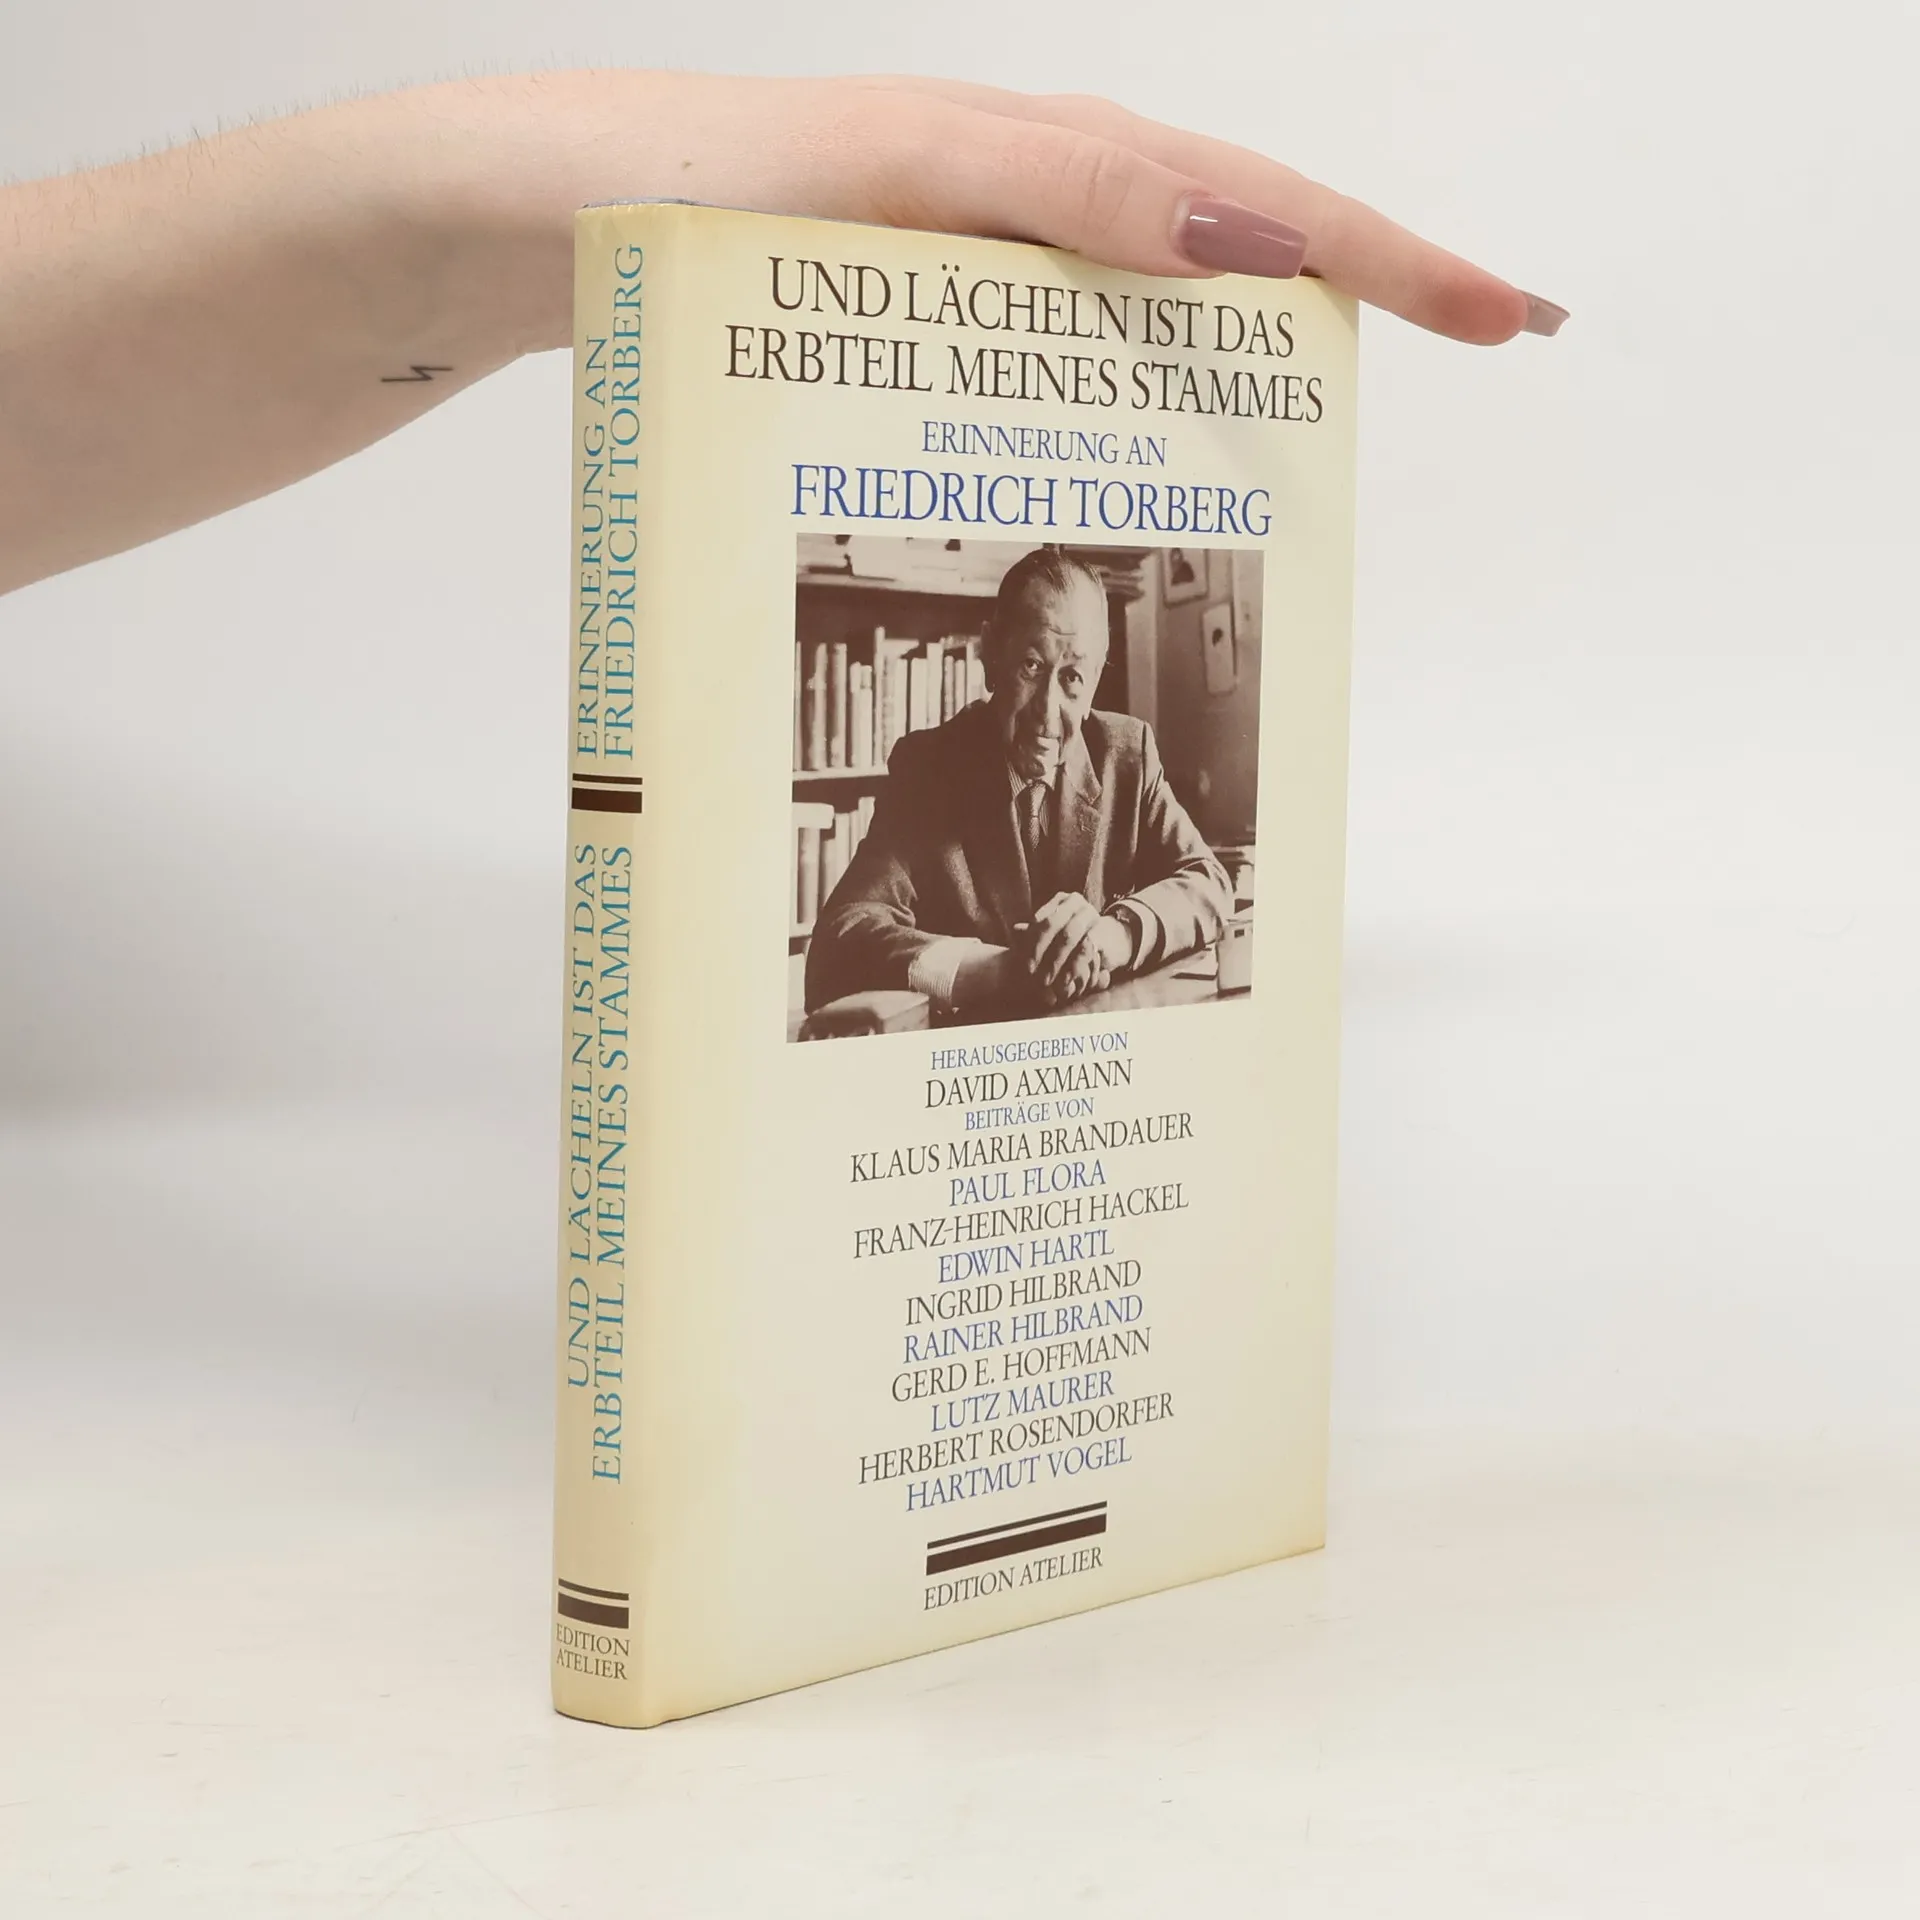 UND LÄCHELN IST DAS
ERBTEIL MEINES STAMMES
ERINNERUNG AN
FRIEDRICH TORBERG
HERAUSGEGEBEN VON
DAVID AXMANN
BEITRÄGE VON
KLAUS MARIA BRANDAUER
PAUL FLORA
FRANZ-HEINRICH HACKEL
EDWIN HARTL
INGRID HILBRAND
RAINER HILBRAND
GERD E. HOFFMANN
LUTZ MAURER
HERBERT ROSENDORFER
HARTMUT VOGEL
EDITION ATELIER
UND LÄCHELN IST DAS
ERBTEIL MEINES STAMMES
ERINNERUNG AN
FRIEDRICH TORBERG
EDITION
ATELIER